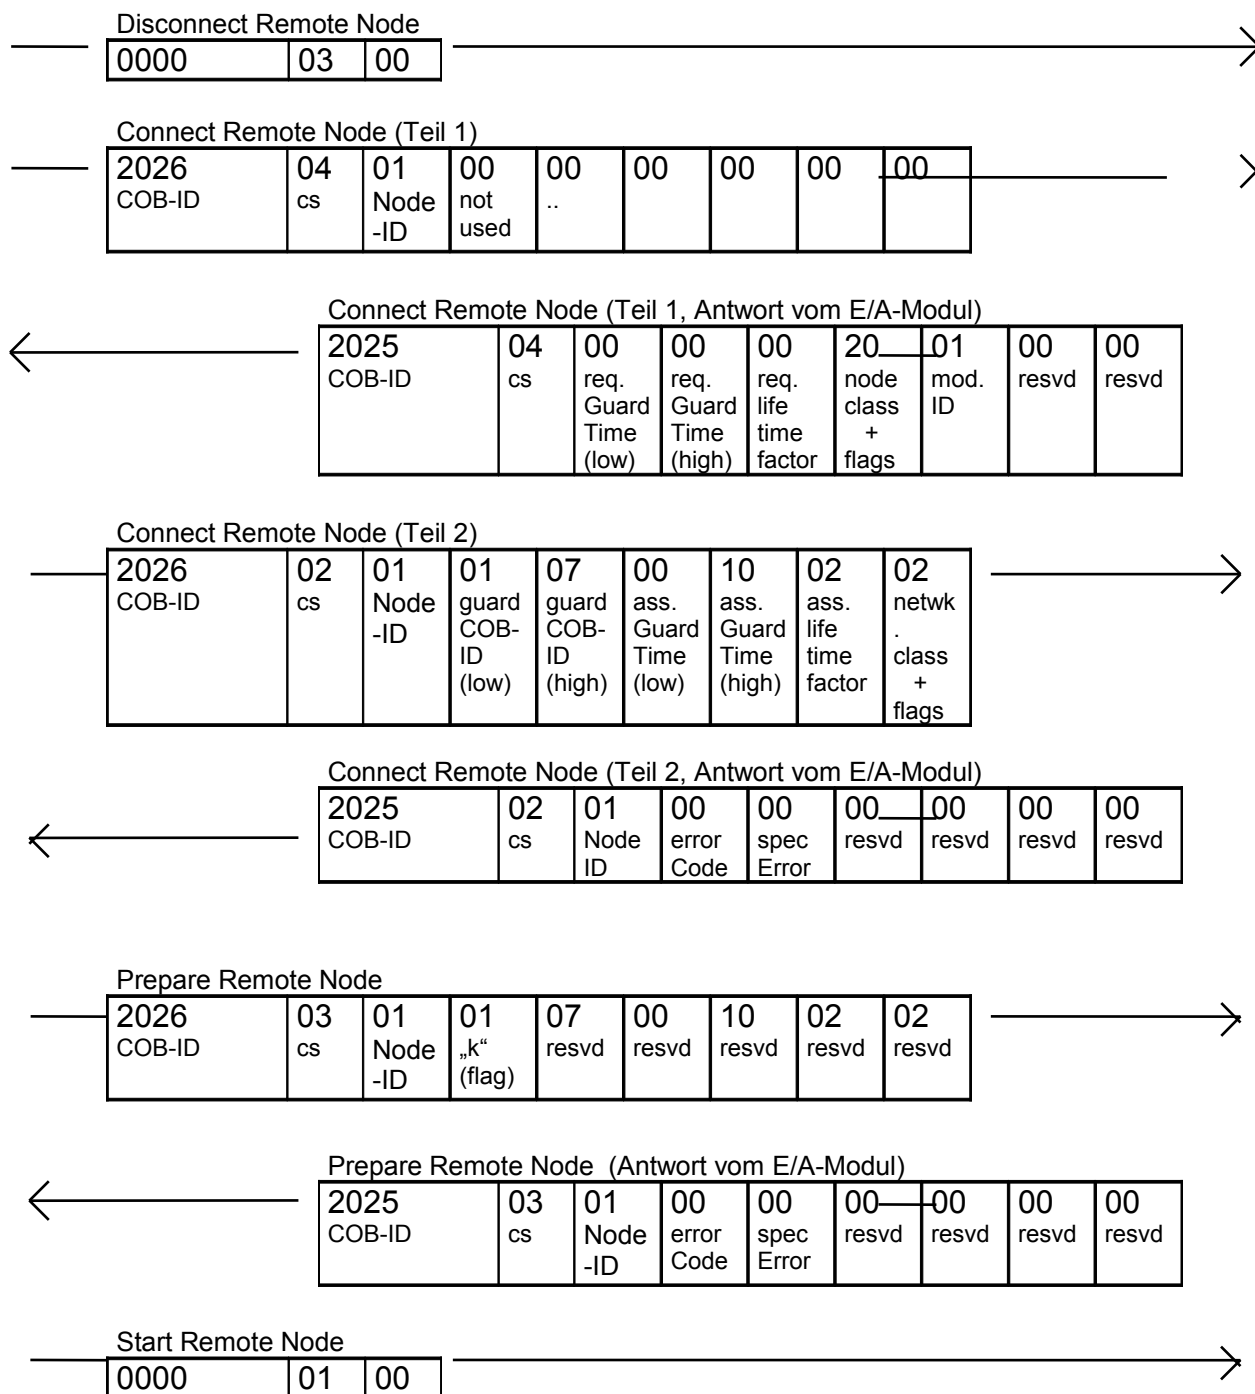 Disconnect Remote Node
0000 03 00
Connect Remote Node (Teil 1)
2026 04 01 00 00 00 00 00 00
COB-ID cs Node not ..
-ID used
Connect Remote Node (Teil 1, Antwort vom E/A-Modul)
2025 04 00 00 00 20 01 00 00
COB-ID cs req. req. req. node mod. resvd resvd
Guard Guard life class ID
Time Time time +
(low) (high) factor flags
Connect Remote Node (Teil 2)
2026 02 01 01 07 00 10 02 02
COB-ID cs Node guard guard ass. ass. ass. netwk
-ID COB- COB- Guard Guard life .
ID ID Time Time time class
(low) (high) (low) (high) factor +
flags
Connect Remote Node (Teil 2, Antwort vom E/A-Modul)
2025 02 01 00 00 00 00 00 00
COB-ID cs Node error spec resvd resvd resvd resvd
ID Code Error
Prepare Remote Node
2026 03 01 01 07 00 10 02 02
COB-ID cs Node „k“ resvd resvd resvd resvd resvd
-ID (flag)
Prepare Remote Node (Antwort vom E/A-Modul)
2025 03 01 00 00 00 00 00 00
COB-ID cs Node error spec resvd resvd resvd resvd
-ID Code Error
Start Remote Node
0000 01 00